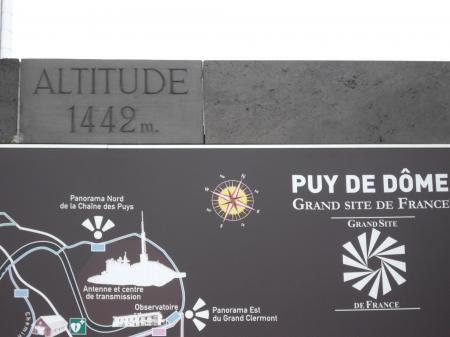 ALTITUDE
1442 m.
PUY DE DÔME
GRAND SITE DE FRANCE
GRAND SITE
DE FRANCE
Panorama Nord
de la Chaîne des Puys
Antenne et centre
de transmission
Observatoire
Panorama Est
du Grand Clermont